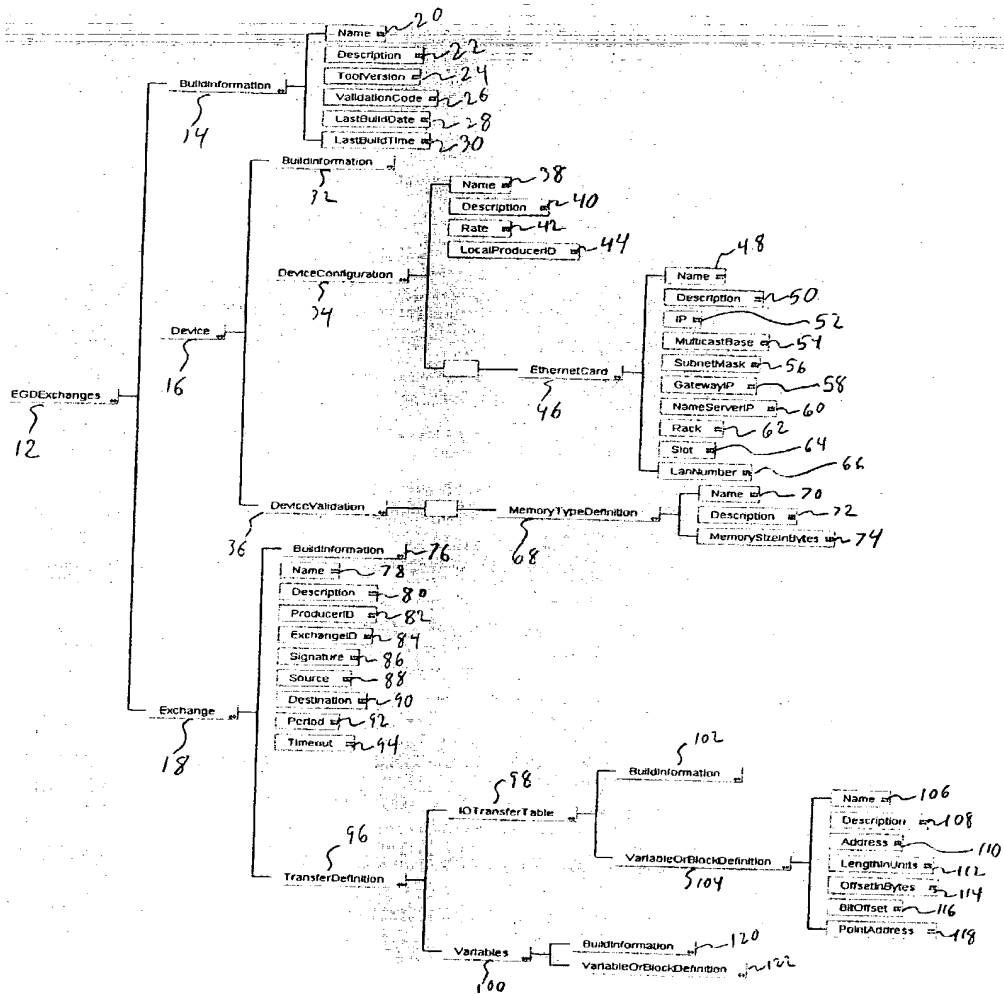 Name 20
Description 22
ToolVersion 24
ValidationCode 26
LastBuildDate 28
LastBuildTime 30
BuildInformation
14
BuildInformation
32
Name 38
Description 40
Rate 42
LocalProducerID 44
DeviceConfiguration
34
Name 48
Description 50
IP 52
MulticastBase 54
SubnetMask 56
GatewayIP 58
NameServerIP 60
Rack 62
Slot 64
LanNumber 66
EthernetCard
46
Device
16
EGDExchanges
12
DeviceValidation
36
MemoryTypeDefinition
68
Name 70
Description 72
MemorySizeInBytes 74
BuildInformation 76
Name 78
Description 80
ProducerID 82
ExchangeID 84
Signature 86
Source 88
Destination 90
Period 92
Timeout 94
Exchange
18
96
TransferDefinition
98
IOTransferTable
102
BuildInformation
VariableOrBlockDefinition
104
Name 106
Description 108
Address 110
LengthInUnits 112
OffsetInBytes 114
BitOffset 116
PointAddress 118
Variables
100
BuildInformation 120
VariableOrBlockDefinition 122